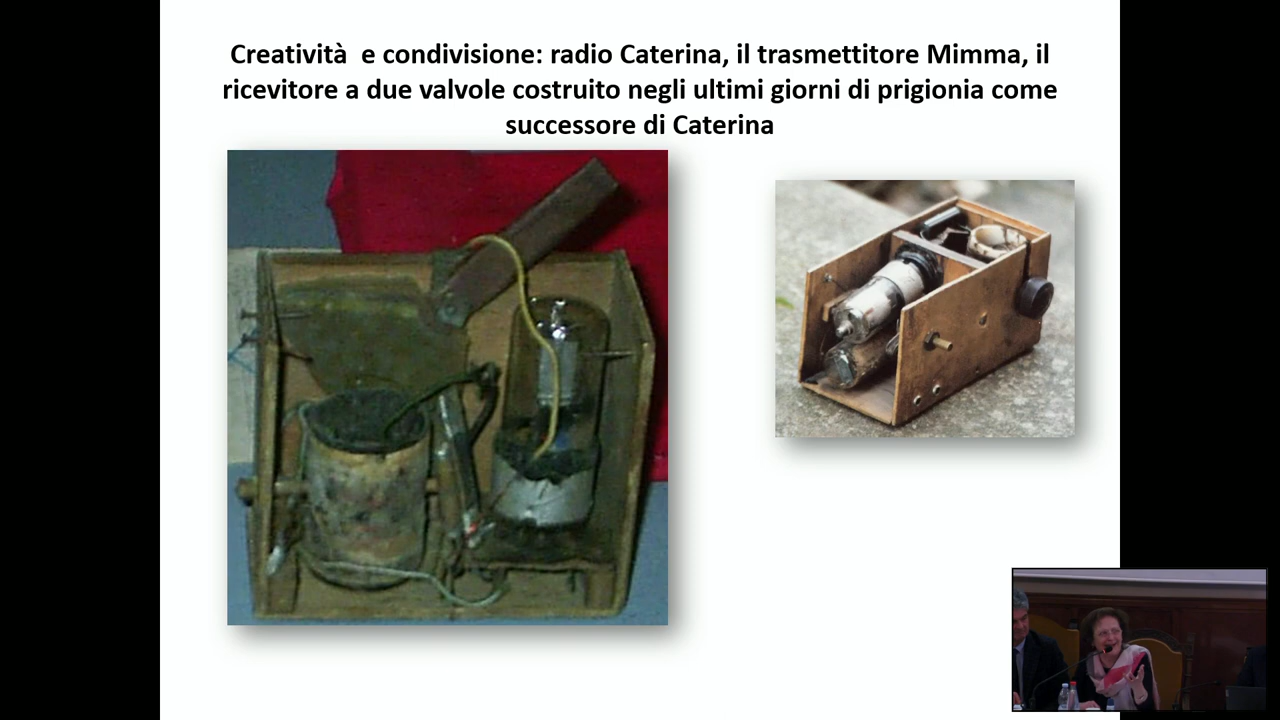 Creatività  e condivisione: radio Caterina, il trasmettitore Mimma, il
ricevitore a due valvole costruito negli ultimi giorni di prigionia come
successore di Caterina